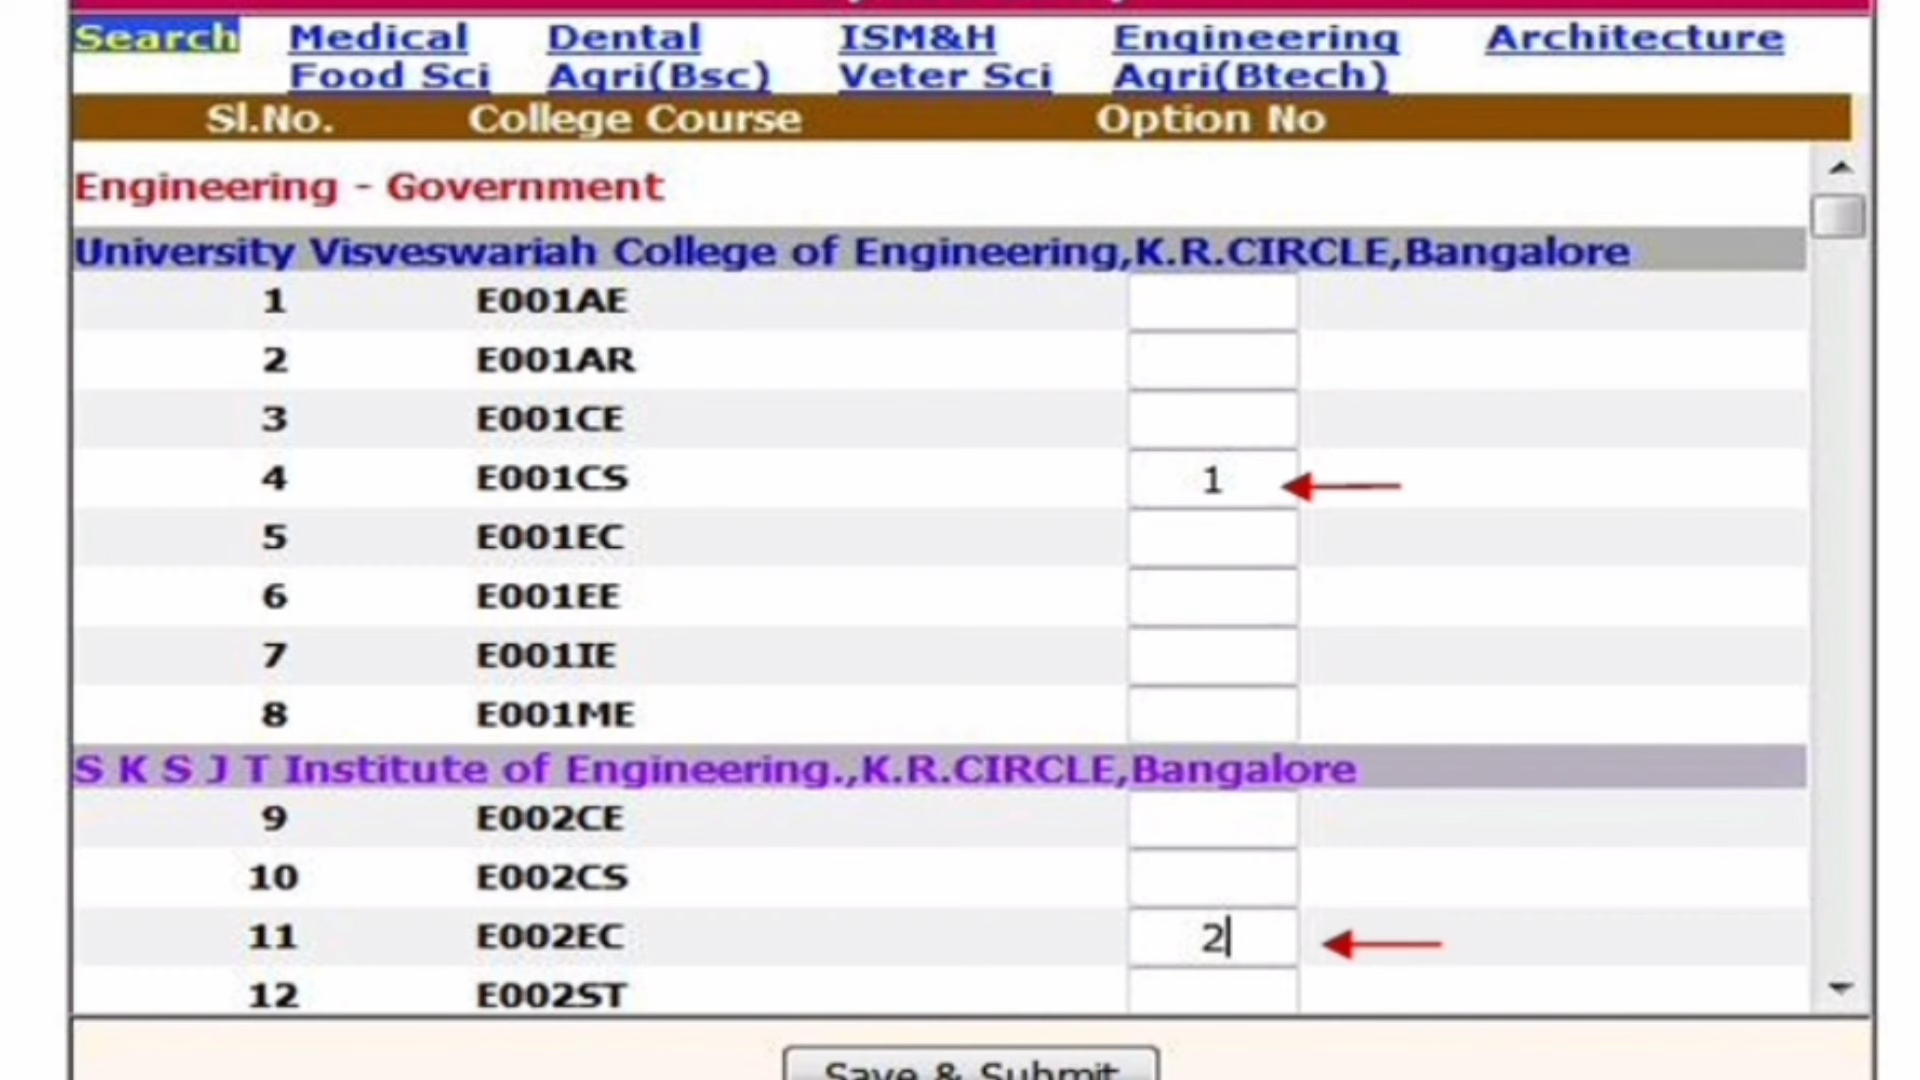 Search Medical Dental ISM&H Engineering Architecture
Food Sci Agri(Bsc) Veter Sci Agri(Btech)
Sl.No. College Course Option No
Engineering - Government
University Visveswariah College of Engineering,K.R.CIRCLE,Bangalore
1 E001AE
2 E001AR
3 E001CE
4 E001CS 1
5 E001EC
6 E001EE
7 E001IE
8 E001ME
S K S J T Institute of Engineering.,K.R.CIRCLE,Bangalore
9 E002CE
10 E002CS
11 E002EC 2
12 E002ST
Save & Submit